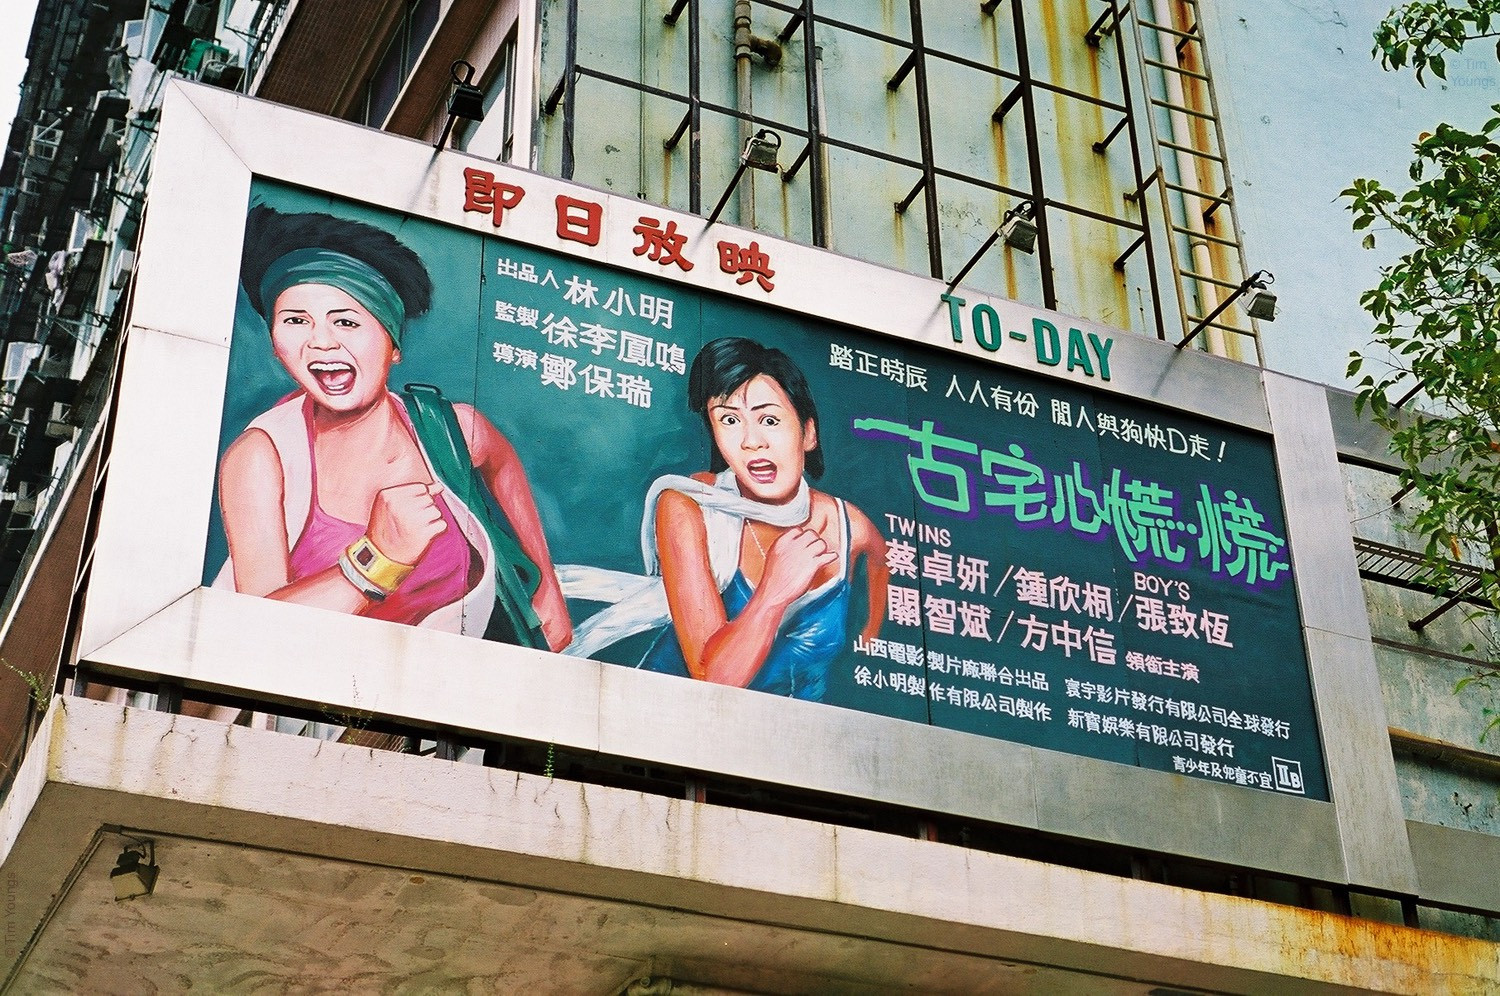 即日放映
TO-DAY
出品人 林小明
監製 徐李鳳鳴
導演 鄭保瑞
踏正時辰 人人有份 閒人與狗快D走！
古宅心慌慌
TWINS
蔡卓妍/鍾欣桐/
BOY'S
張致恆
關智斌/方中信 領銜主演
山西電影製片廠聯合出品
徐小明製作有限公司製作
寰宇影片發行有限公司全球發行
新寶娛樂有限公司發行
青少年及兒童不宜 IIB
© Tim Youngs
Tim Youngs